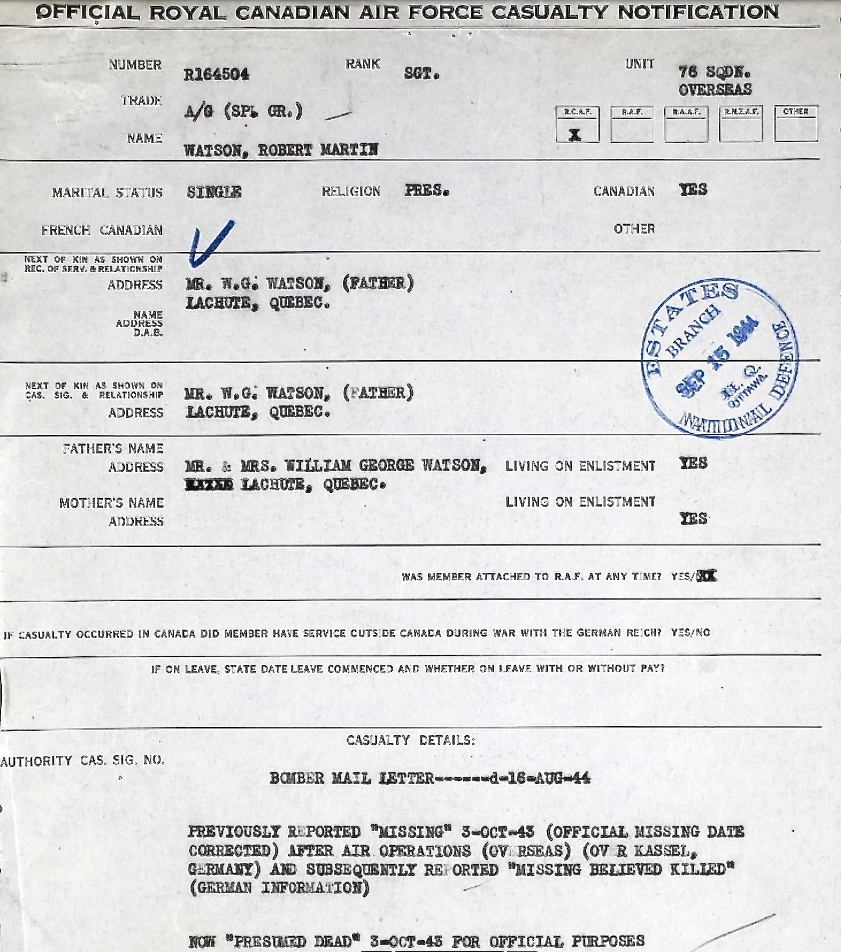 OFFICIAL ROYAL CANADIAN AIR FORCE CASUALTY NOTIFICATION
NUMBER R164504 RANK SGT. UNIT 76 SQDN.
OVERSEAS
TRADE A/G (SPL GR.)
R.C.A.F. R.A.F. R.A.A.F. R.N.Z.A.F. OTHER
X
NAME WATSON, ROBERT MARTIN
MARITAL STATUS SINGLE RELIGION PRES. CANADIAN YES
FRENCH CANADIAN OTHER
NEXT OF KIN AS SHOWN ON
REC. OF SERV. & RELATIONSHIP
ADDRESS MR. W.G. WATSON, (FATHER)
LACHUTE, QUEBEC.
NAME
ADDRESS
D.A.B.
ESTATES
BRANCH
SEP 15 1944
H.Q.
OTTAWA.
NATIONAL DEFENCE
NEXT OF KIN AS SHOWN ON
CAS. SIG. & RELATIONSHIP MR. W.G. WATSON, (FATHER)
ADDRESS LACHUTE, QUEBEC.
FATHER'S NAME
ADDRESS MR. & MRS. WILLIAM GEORGE WATSON, LIVING ON ENLISTMENT YES
LACHUTE, QUEBEC.
MOTHER'S NAME LIVING ON ENLISTMENT
ADDRESS YES
WAS MEMBER ATTACHED TO R.A.F. AT ANY TIME? YES/XX
IF CASUALTY OCCURRED IN CANADA DID MEMBER HAVE SERVICE OUTSIDE CANADA DURING WAR WITH THE GERMAN REICH? YES/NO
IF ON LEAVE, STATE DATE LEAVE COMMENCED AND WHETHER ON LEAVE WITH OR WITHOUT PAY?
CASUALTY DETAILS:
AUTHORITY CAS. SIG. NO.
BOMBER MAIL LETTER------d-16-AUG-44
PREVIOUSLY REPORTED "MISSING" 3-OCT-43 (OFFICIAL MISSING DATE
CORRECTED) AFTER AIR OPERATIONS (OVERSEAS) (OVER KASSEL,
GERMANY) AND SUBSEQUENTLY REPORTED "MISSING BELIEVED KILLED"
(GERMAN INFORMATION)
NOW "PRESUMED DEAD" 3-OCT-43 FOR OFFICIAL PURPOSES